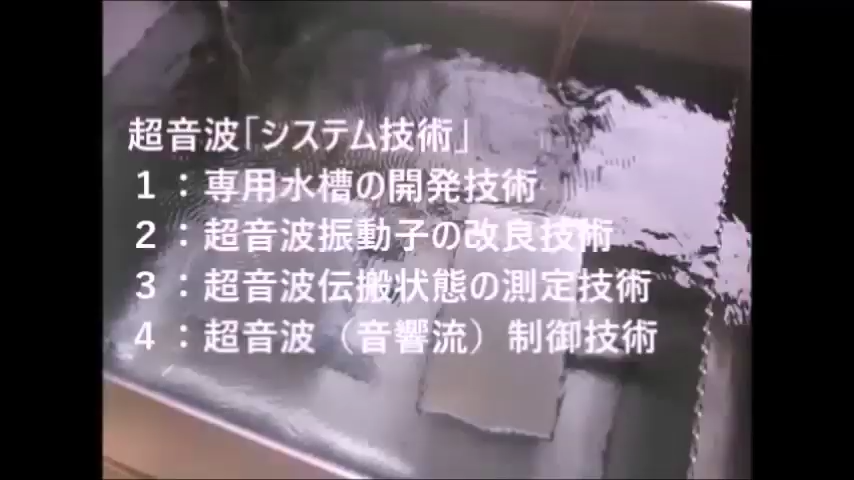 超音波「システム技術」
１：専用水槽の開発技術
２：超音波振動子の改良技術
３：超音波伝搬状態の測定技術
４：超音波（音響流）制御技術